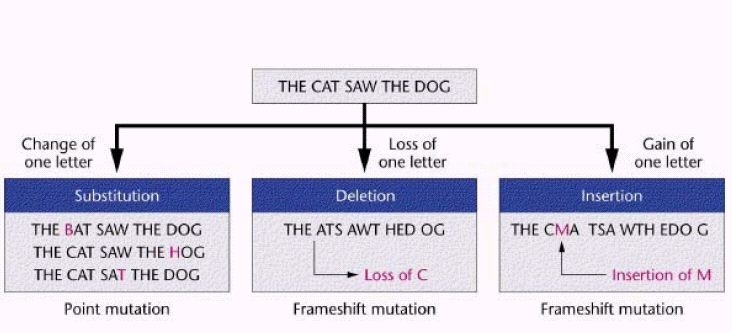 THE CAT SAW THE DOG
Change of
one letter
Loss of
one letter
Gain of
one letter
Substitution
THE BAT SAW THE DOG
THE CAT SAW THE HOG
THE CAT SAT THE DOG
Point mutation
Deletion
THE ATS AWT HED OG
Loss of C
Frameshift mutation
Insertion
THE CMA TSA WTH EDO G
Insertion of M
Frameshift mutation